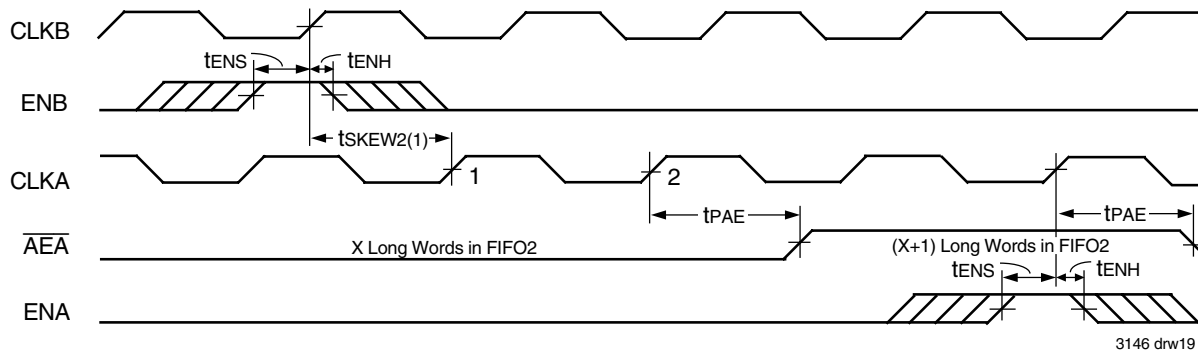 CLKB
tENS
tENH
ENB
tSKEW2(1)
CLKA
1
2
tPAE
tPAE
AEA
X Long Words in FIFO2
(X+1) Long Words in FIFO2
tENS
tENH
ENA
3146 drw19